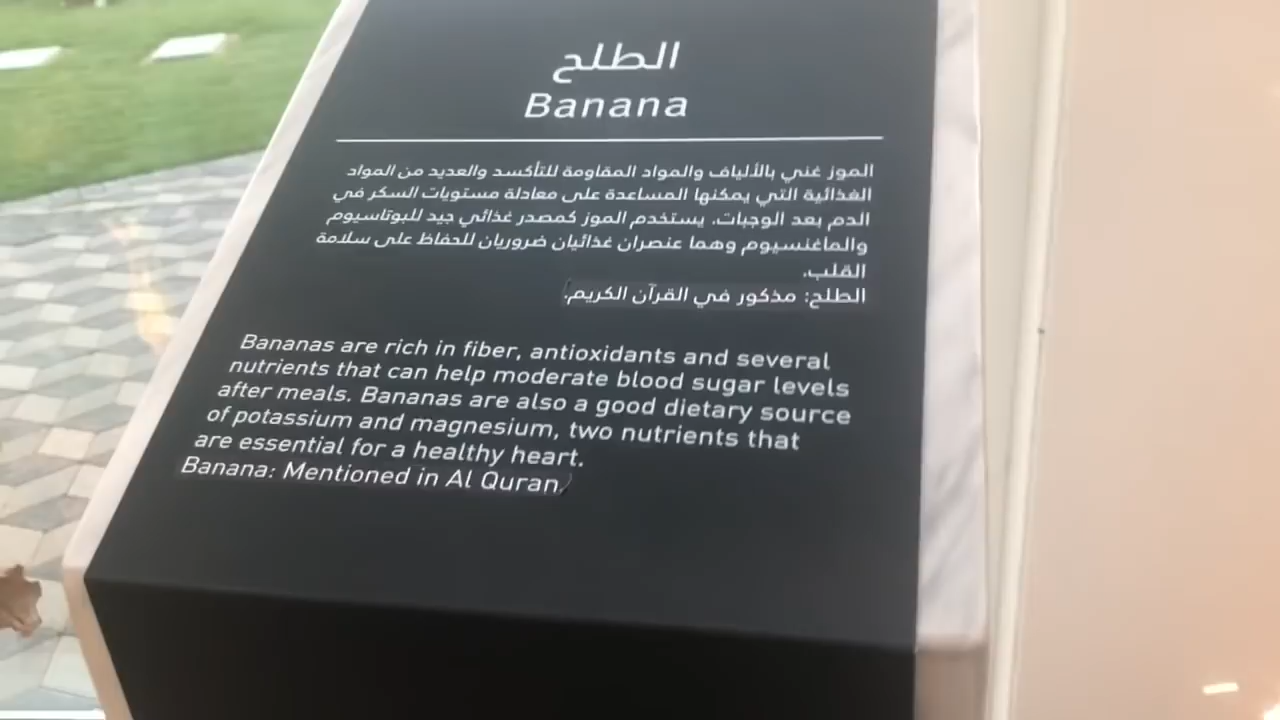 الطلح
Banana
الموز غني بالألياف والمواد المقاومة للتأكسد والعديد من المواد
الغذائية التي يمكنها المساعدة على معادلة مستويات السكر في
الدم بعد الوجبات. يستخدم الموز كمصدر غذائي جيد للبوتاسيوم
والماغنسيوم وهما عنصران غذائيان ضروريان للحفاظ على سلامة
القلب.
الطلح: مذكور في القرآن الكريم.
Bananas are rich in fiber, antioxidants and several
nutrients that can help moderate blood sugar levels
after meals. Bananas are also a good dietary source
of potassium and magnesium, two nutrients that
are essential for a healthy heart.
Banana: Mentioned in Al Quran.